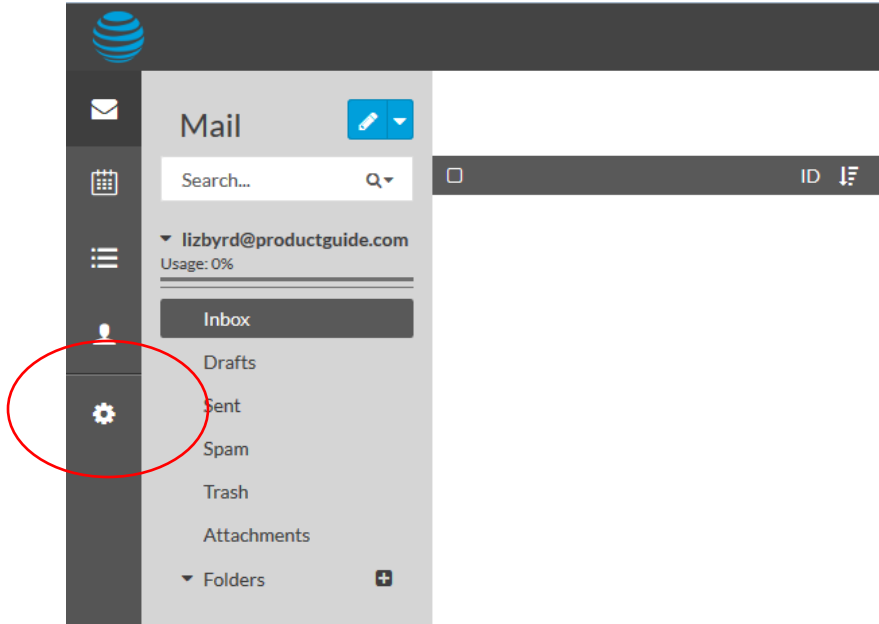 Mail
Search...
ID
lizbyrd@productguide.com
Usage: 0%
Inbox
Drafts
Sent
Spam
Trash
Attachments
Folders